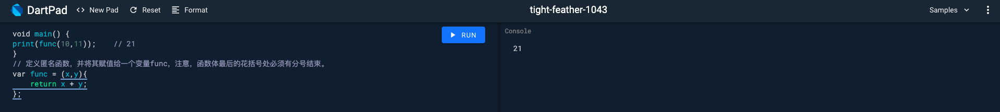 DartPad <> New Pad Reset Format tight-feather-1043 Samples
void main() {
print(func(10,11));    // 21
}
// 定义匿名函数，并将其赋值给一个变量func，注意，函数体最后的花括号处必须有分号结束。
var func = (x,y){
    return x + y;
};
RUN
Console
21